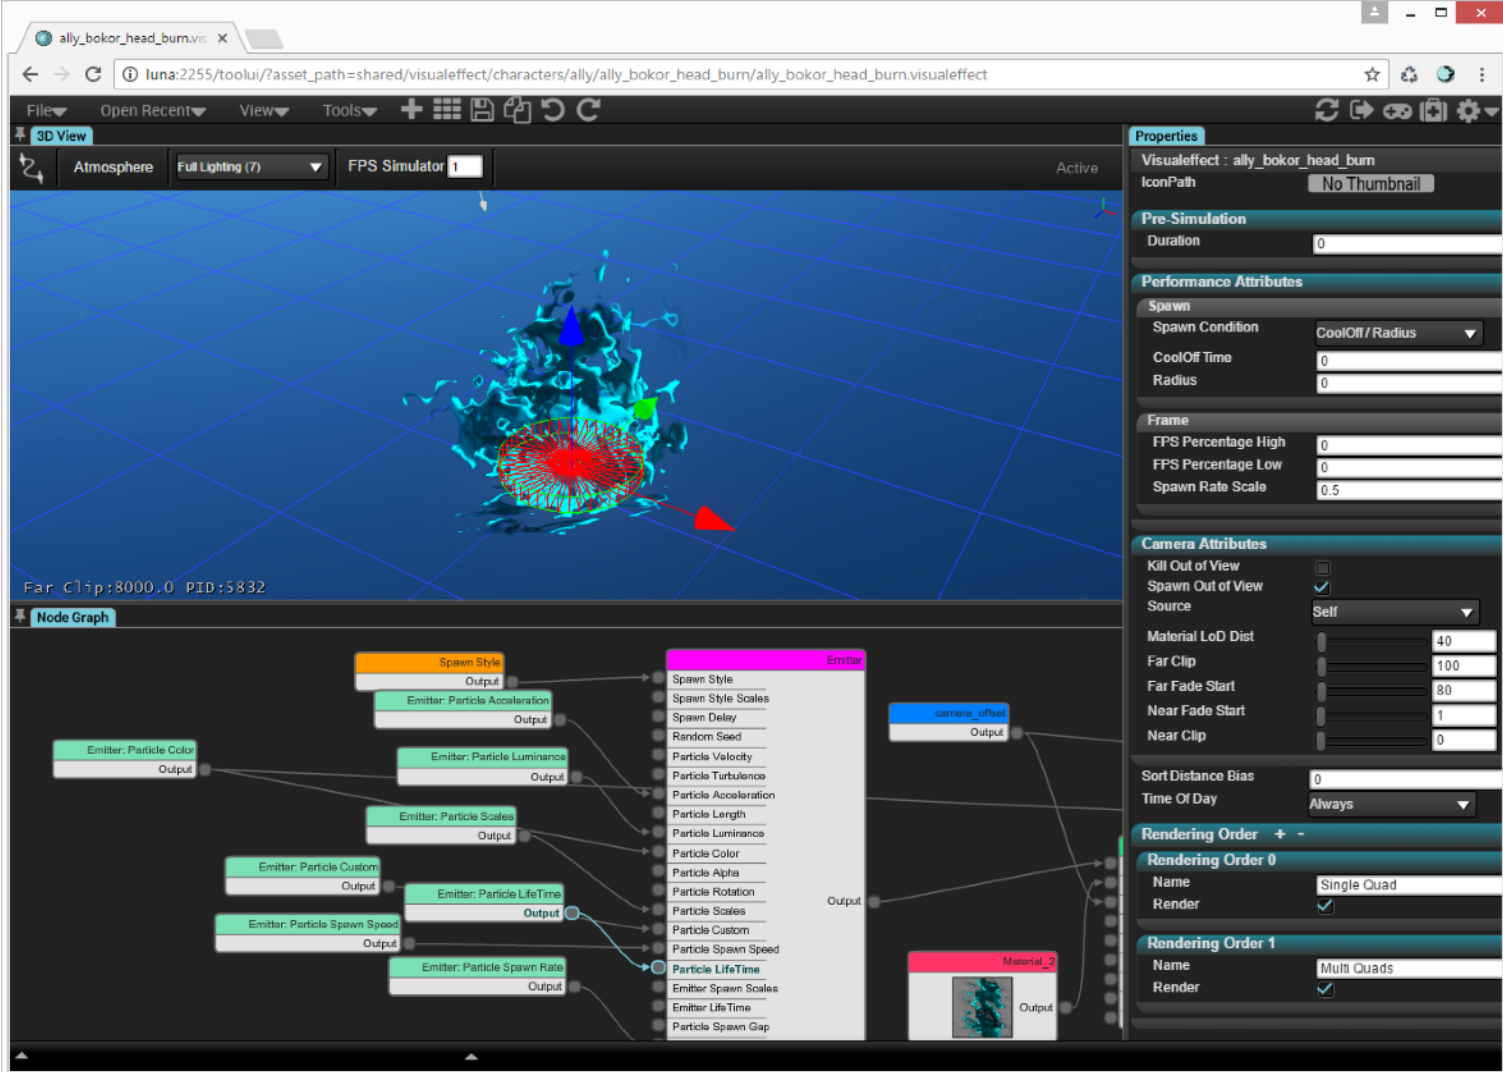 ally_bokor_head_burn.vis
luna:2255/toolui/?asset_path=shared/visualeffect/characters/ally/ally_bokor_head_burn/ally_bokor_head_burn.visualeffect
File Open Recent View Tools
3D View
Atmosphere Full Lighting (7) FPS Simulator 1 Active
Far Clip:8000.0 PID:5832
Node Graph
Spawn Style
Output
Emitter: Particle Acceleration
Output
Emitter: Particle Color
Output
Emitter: Particle Luminance
Output
Emitter: Particle Scales
Output
Emitter: Particle Custom
Output
Emitter: Particle LifeTime
Output
Emitter: Particle Spawn Speed
Output
Emitter: Particle Spawn Rate
Output
Emitter
Spawn Style
Spawn Style Scales
Spawn Delay
Random Seed
Particle Velocity
Particle Turbulence
Particle Acceleration
Particle Length
Particle Luminance
Particle Color
Particle Alpha
Particle Rotation
Output
Particle Scales
Particle Custom
Particle Spawn Speed
Particle LifeTime
Emitter Spawn Scales
Emitter LifeTime
Particle Spawn Gap
camera_offset
Output
Material_2
Output
Properties
Visualeffect : ally_bokor_head_burn
IconPath No Thumbnail
Pre-Simulation
Duration 0
Performance Attributes
Spawn
Spawn Condition CoolOff / Radius
CoolOff Time 0
Radius 0
Frame
FPS Percentage High 0
FPS Percentage Low 0
Spawn Rate Scale 0.5
Camera Attributes
Kill Out of View
Spawn Out of View
Source Self
Material LoD Dist 40
Far Clip 100
Far Fade Start 80
Near Fade Start 1
Near Clip 0
Sort Distance Bias 0
Time Of Day Always
Rendering Order + -
Rendering Order 0
Name Single Quad
Render
Rendering Order 1
Name Multi Quads
Render